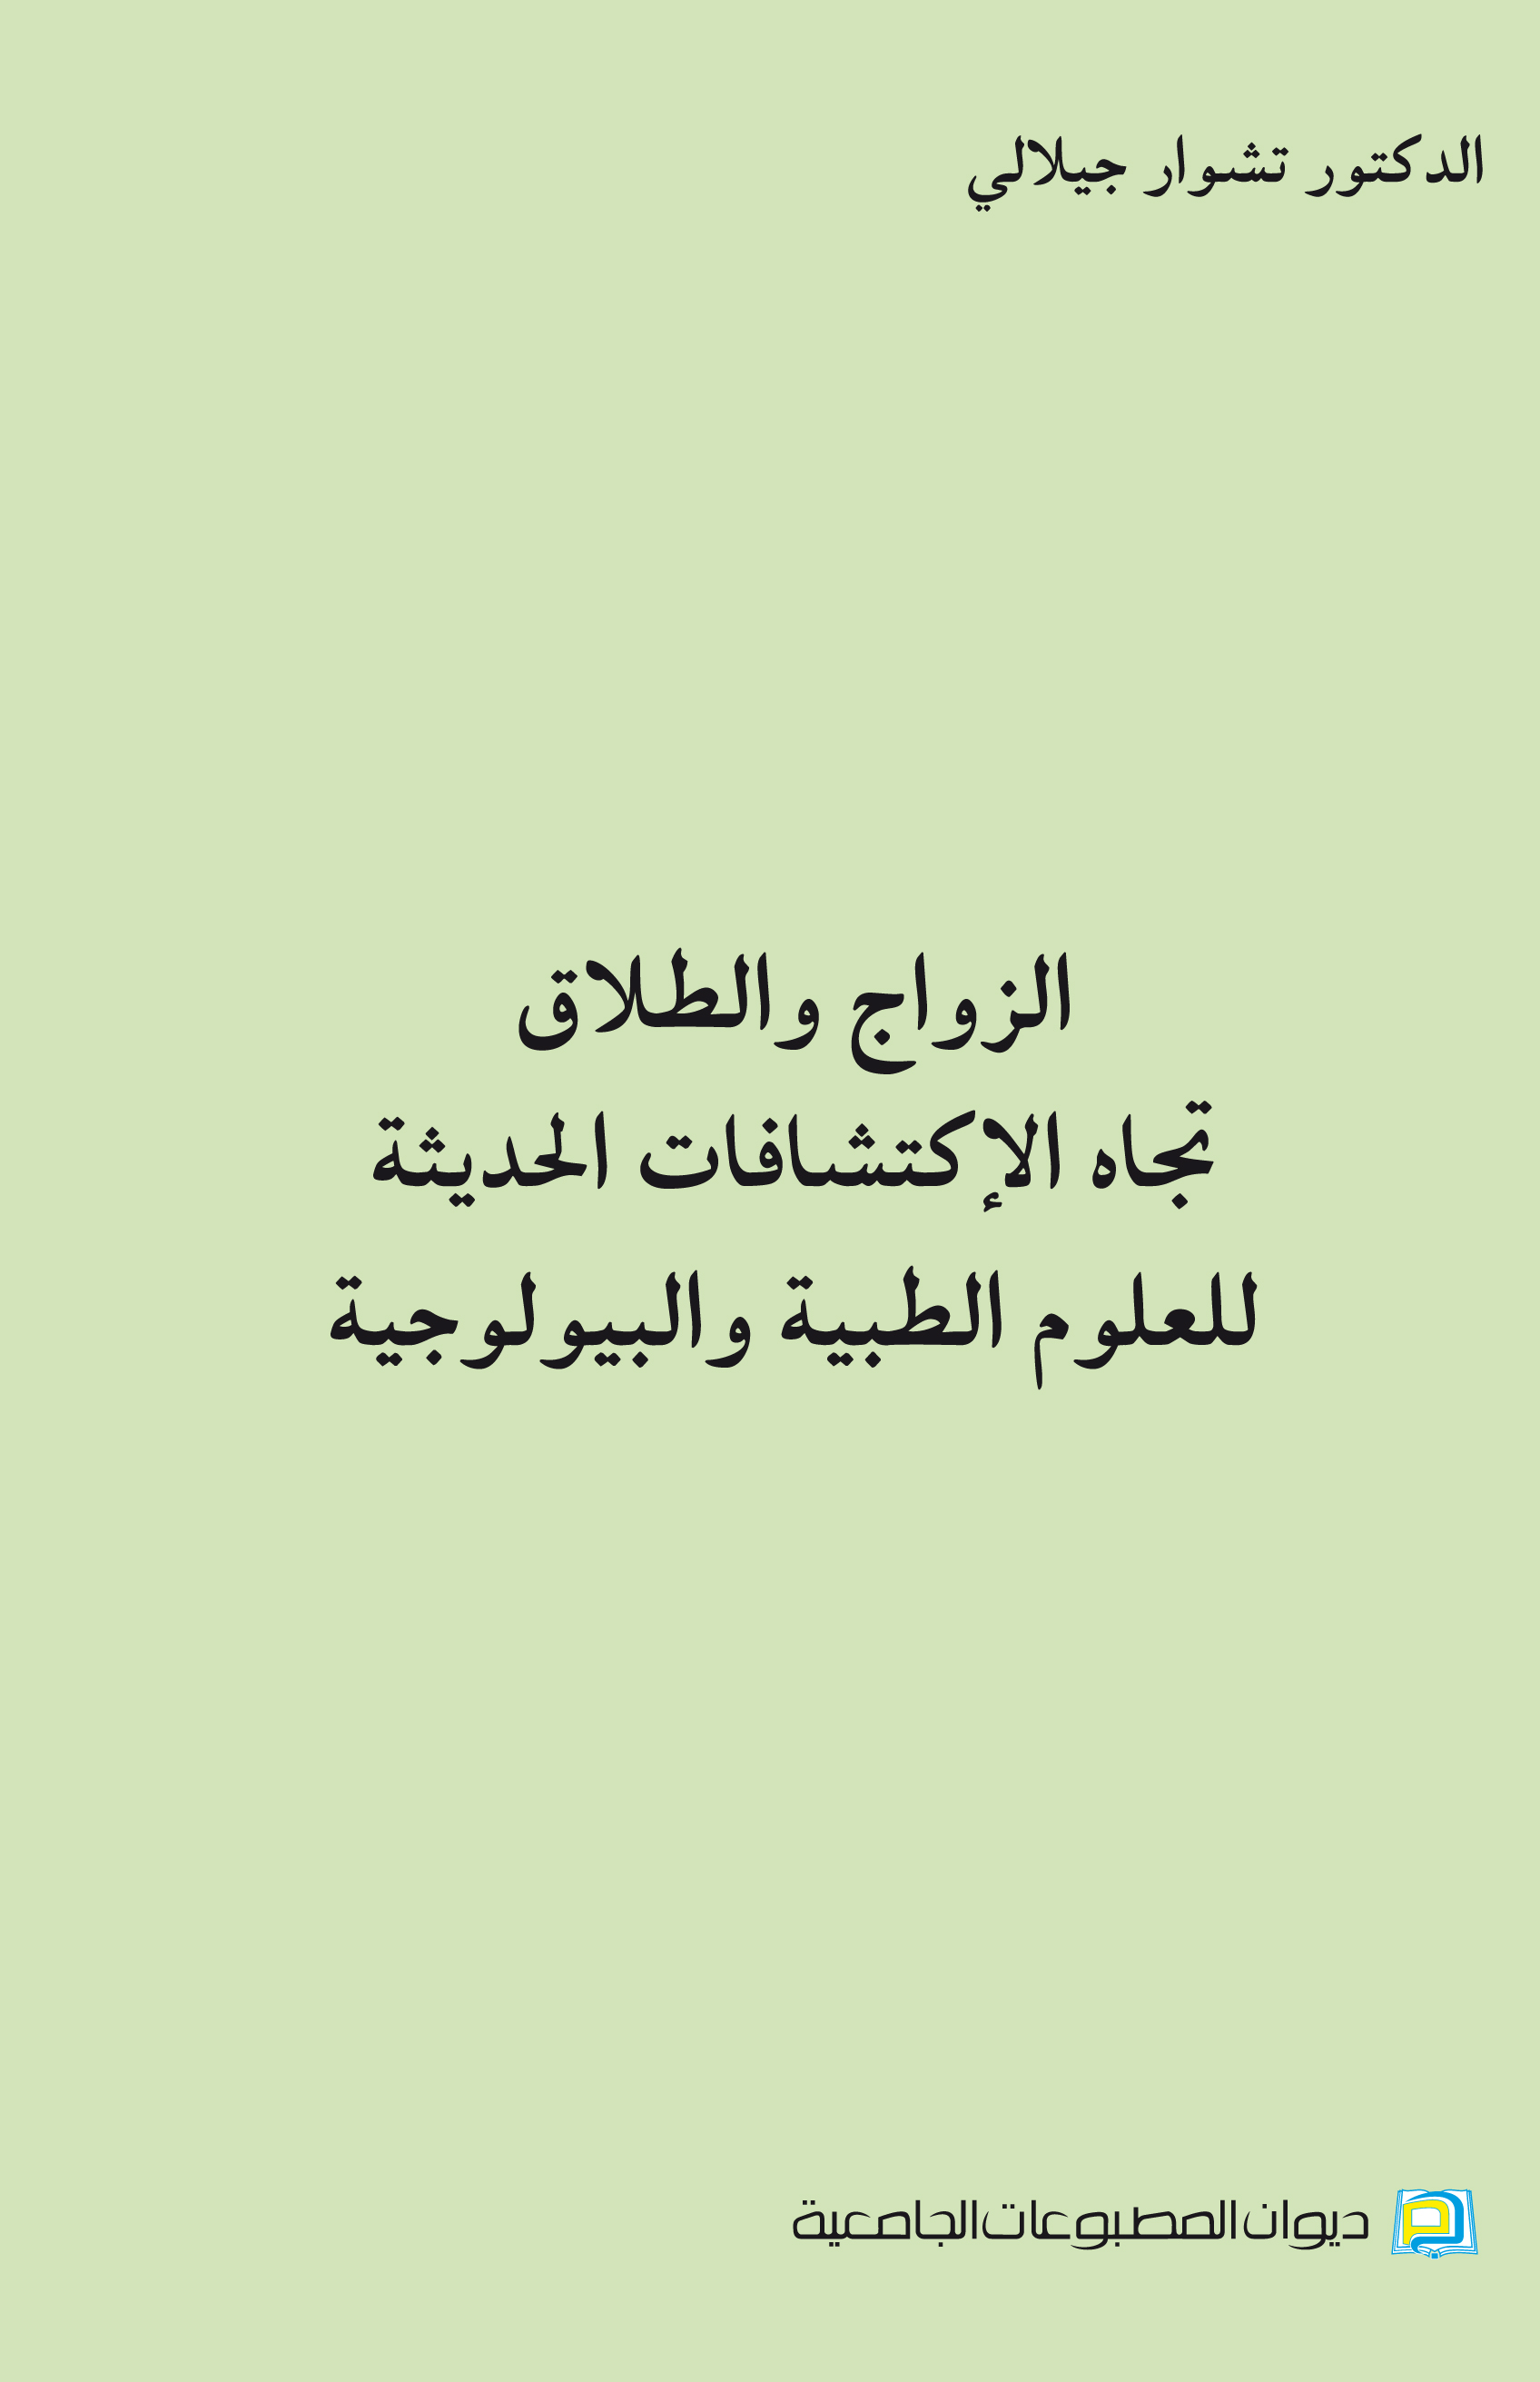 الدكتور تشوار جيلالي
الزواج والطلاق
تجاه الإكتشافات الحديثة
للعلوم الطبية والبيولوجية
ديوان المطبوعات الجامعية